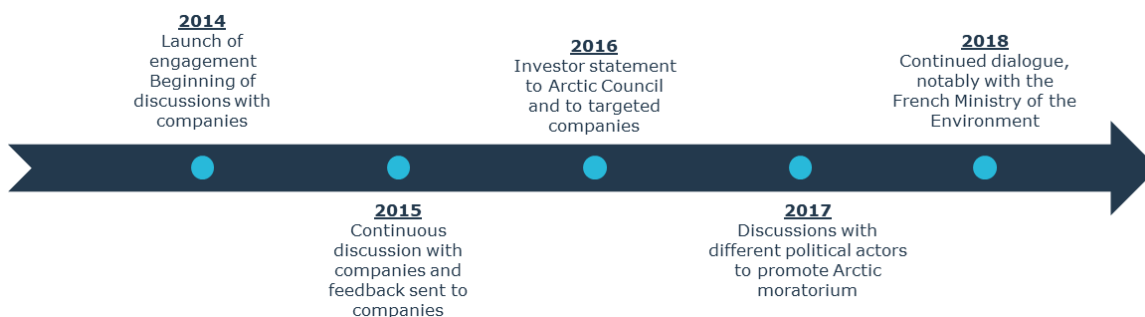 2014
Launch of
engagement
Beginning of
discussions with
companies
2015
Continuous
discussion with
companies and
feedback sent to
companies
2016
Investor statement
to Arctic Council
and to targeted
companies
2017
Discussions with
different political actors
to promote Arctic
moratorium
2018
Continued dialogue,
notably with the
French Ministry of the
Environment